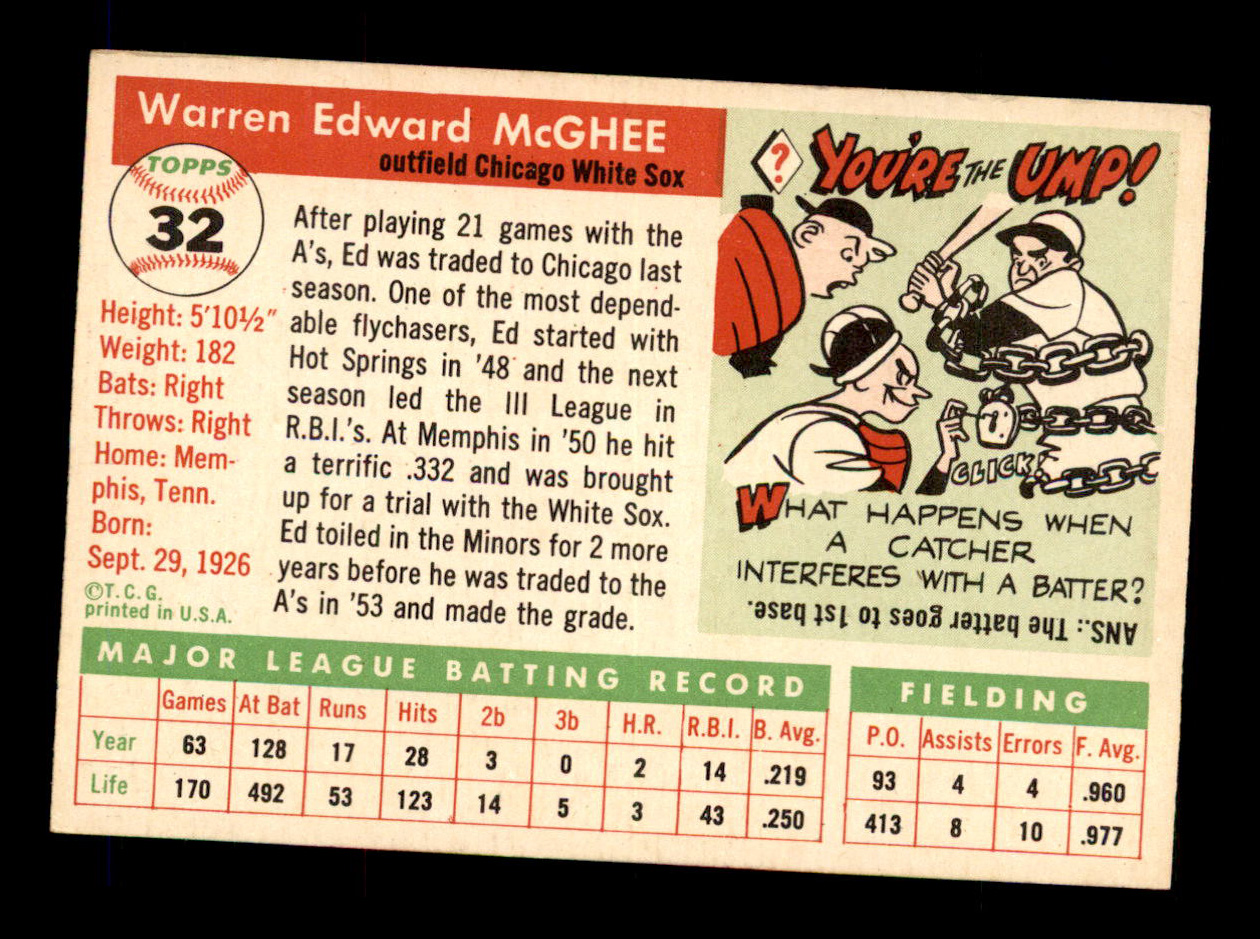 Warren Edward McGHEE
outfield Chicago White Sox
TOPPS
32
Height: 5'10½"
Weight: 182
Bats: Right
Throws: Right
Home: Mem-
phis, Tenn.
Born:
Sept. 29, 1926
©T. C. G.
printed in U.S.A.
After playing 21 games with the
A's, Ed was traded to Chicago last
season. One of the most depend-
able flychasers, Ed started with
Hot Springs in '48 and the next
season led the III League in
R.B.I.'s. At Memphis in '50 he hit
a terrific .332 and was brought
up for a trial with the White Sox.
Ed toiled in the Minors for 2 more
years before he was traded to the
A's in '53 and made the grade.
?
YOU'RE THE UMP!
CLICK!
WHAT HAPPENS WHEN
A CATCHER
INTERFERES WITH A BATTER?
ANS.: The batter goes to 1st base.
MAJOR LEAGUE BATTING RECORD
Games At Bat Runs Hits 2b 3b H.R. R.B.I. B. Avg.
Year 63 128 17 28 3 0 2 14 .219
Life 170 492 53 123 14 5 3 43 .250
FIELDING
P.O. Assists Errors F. Avg.
93 4 4 .960
413 8 10 .977